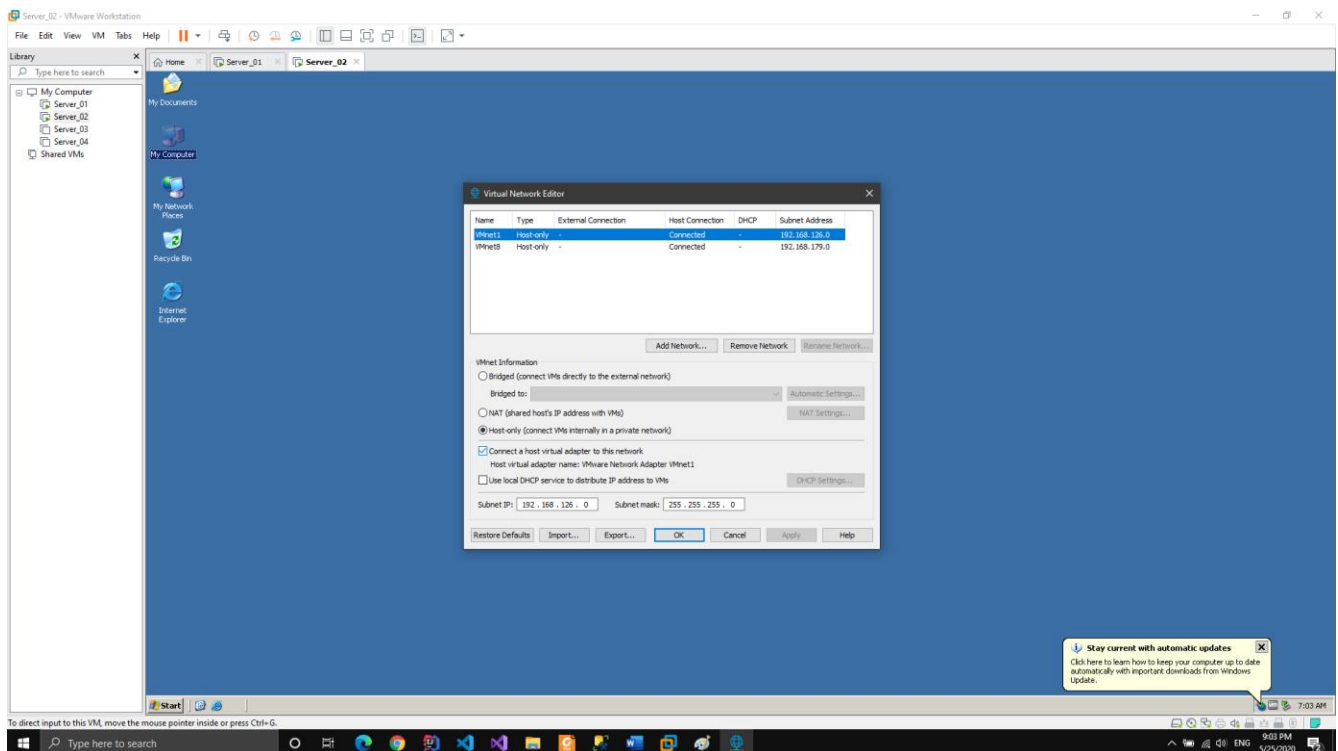 Server_02 - VMware Workstation
File Edit View VM Tabs Help
Library
Type here to search
My Computer
Server_01
Server_02
Server_03
Server_04
Shared VMs
Home Server_01 Server_02
My Documents
My Computer
My Network
Places
Recycle Bin
Internet
Explorer
Virtual Network Editor
Name Type External Connection Host Connection DHCP Subnet Address
VMnet1 Host-only - Connected - 192.168.126.0
VMnet8 Host-only - Connected - 192.168.179.0
Add Network... Remove Network Rename Network...
VMnet Information
Bridged (connect VMs directly to the external network)
Bridged to: Automatic Settings...
NAT (shared host's IP address with VMs) NAT Settings...
Host-only (connect VMs internally in a private network)
Connect a host virtual adapter to this network
Host virtual adapter name: VMware Network Adapter VMnet1
Use local DHCP service to distribute IP address to VMs DHCP Settings...
Subnet IP: 192 . 168 . 126 . 0 Subnet mask: 255 . 255 . 255 . 0
Restore Defaults Import... Export... OK Cancel Apply Help
Stay current with automatic updates
Click here to learn how to keep your computer up to date
automatically with important downloads from Windows
Update.
Start 7:03 AM
To direct input to this VM, move the mouse pointer inside or press Ctrl+G.
Type here to search ENG 9:03 PM
5/25/2020